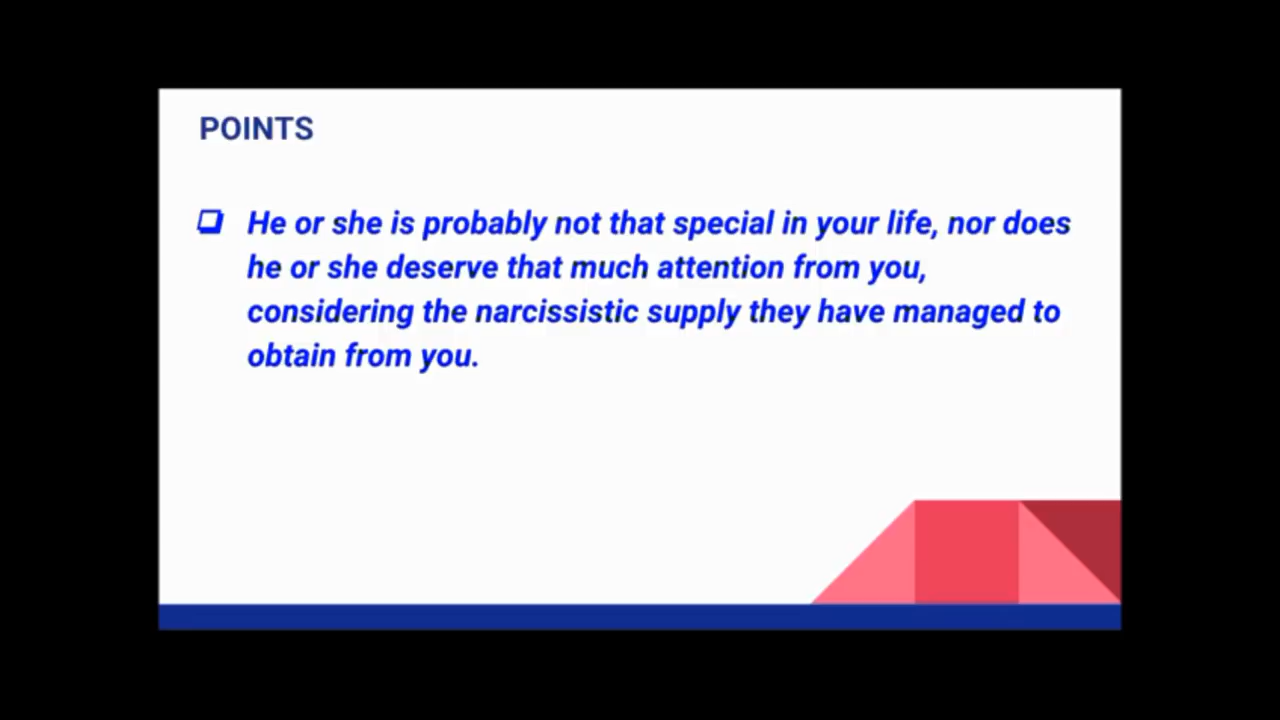 POINTS
❏ He or she is probably not that special in your life, nor does
he or she deserve that much attention from you,
considering the narcissistic supply they have managed to
obtain from you.